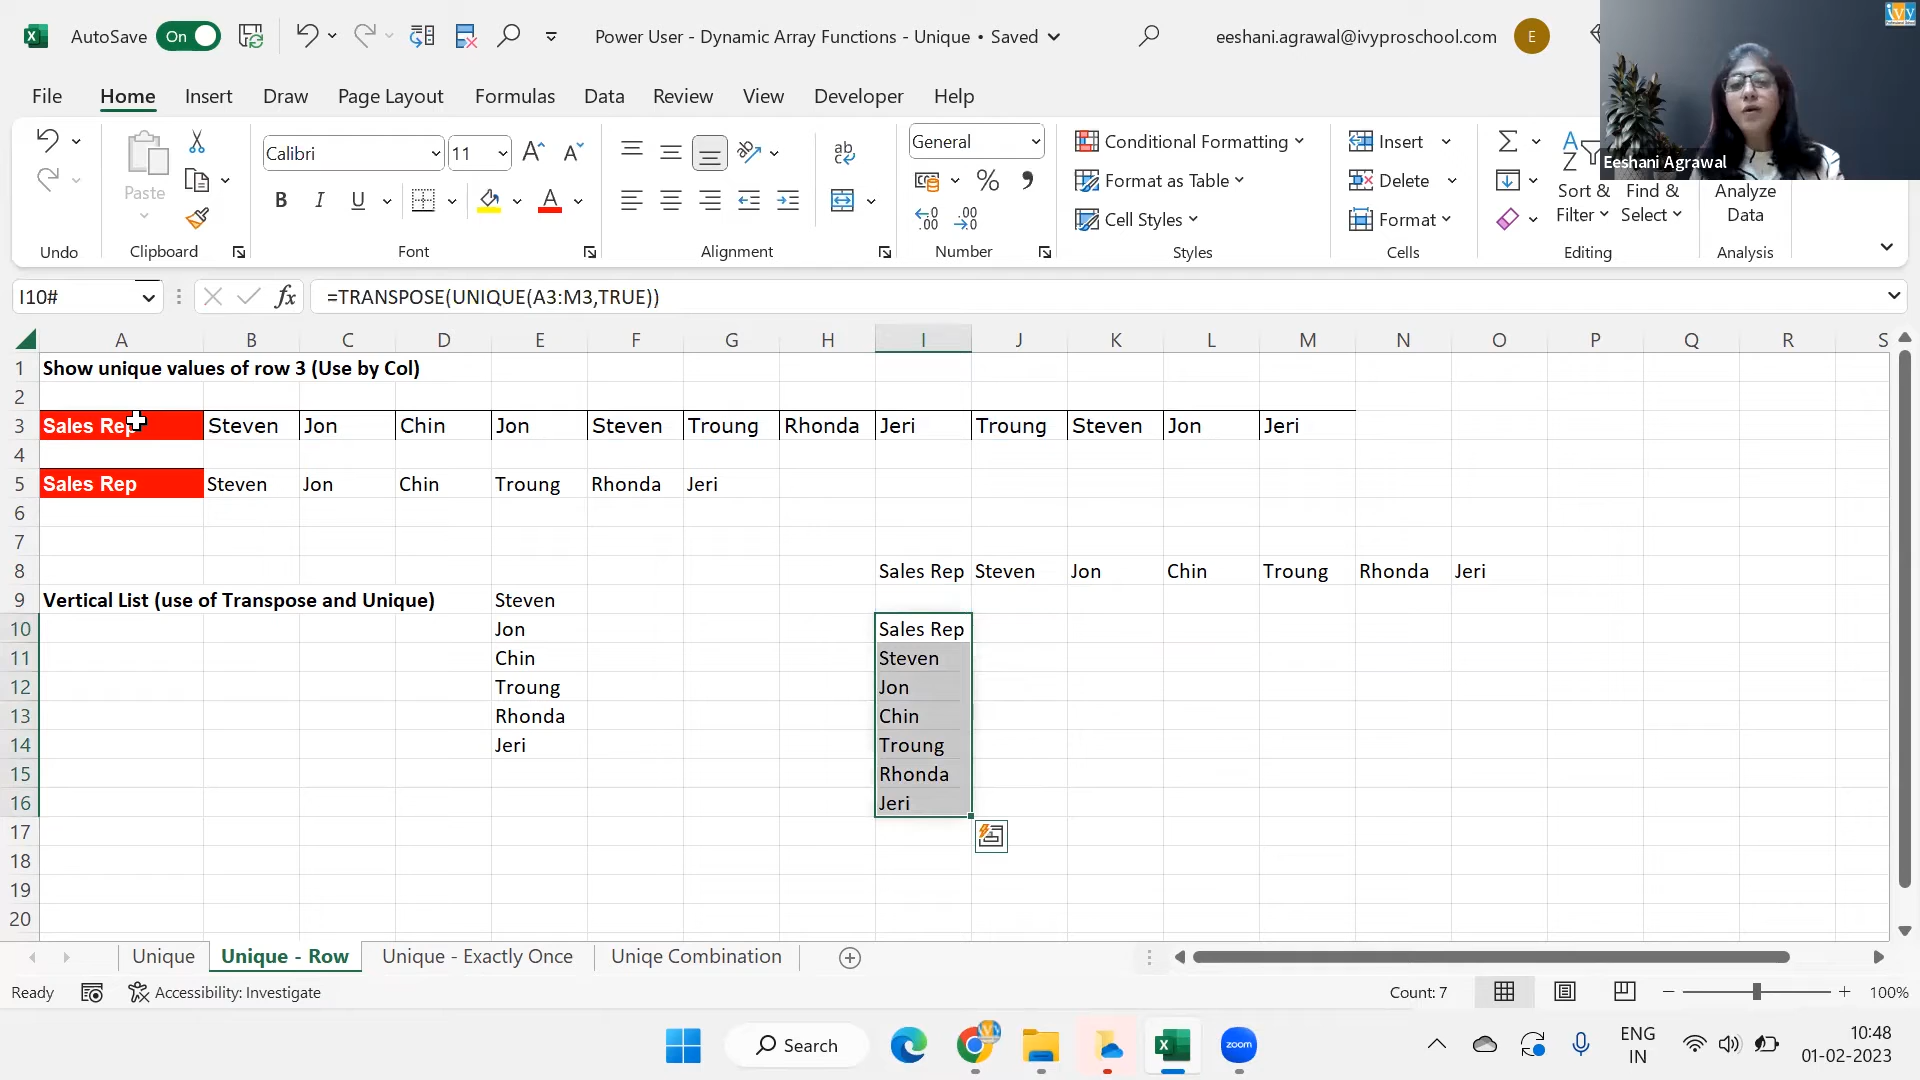 AutoSave On Power User - Dynamic Array Functions - Unique • Saved eeshani.agrawal@ivyproschool.com E
ivy
File Home Insert Draw Page Layout Formulas Data Review View Developer Help
Eeshani Agrawal
Paste
Calibri 11
General
Conditional Formatting
Format as Table
Cell Styles
Insert
Delete
Format
Sort & Filter
Find & Select
Analyze Data
Undo Clipboard Font Alignment Number Styles Cells Editing Analysis
I10# fx =TRANSPOSE(UNIQUE(A3:M3,TRUE))
A B C D E F G H I J K L M N O P Q R S
1 Show unique values of row 3 (Use by Col)
2
3 Sales Rep Steven Jon Chin Jon Steven Troung Rhonda Jeri Troung Steven Jon Jeri
4
5 Sales Rep Steven Jon Chin Troung Rhonda Jeri
6
7
8 Sales Rep Steven Jon Chin Troung Rhonda Jeri
9 Vertical List (use of Transpose and Unique) Steven
10 Jon Sales Rep
11 Chin Steven
12 Troung Jon
13 Rhonda Chin
14 Jeri Troung
15 Rhonda
16 Jeri
17
18
19
20
Unique Unique - Row Unique - Exactly Once Uniqe Combination
Ready Accessibility: Investigate Count: 7 100%
Search zoom ENG IN 10:48 01-02-2023